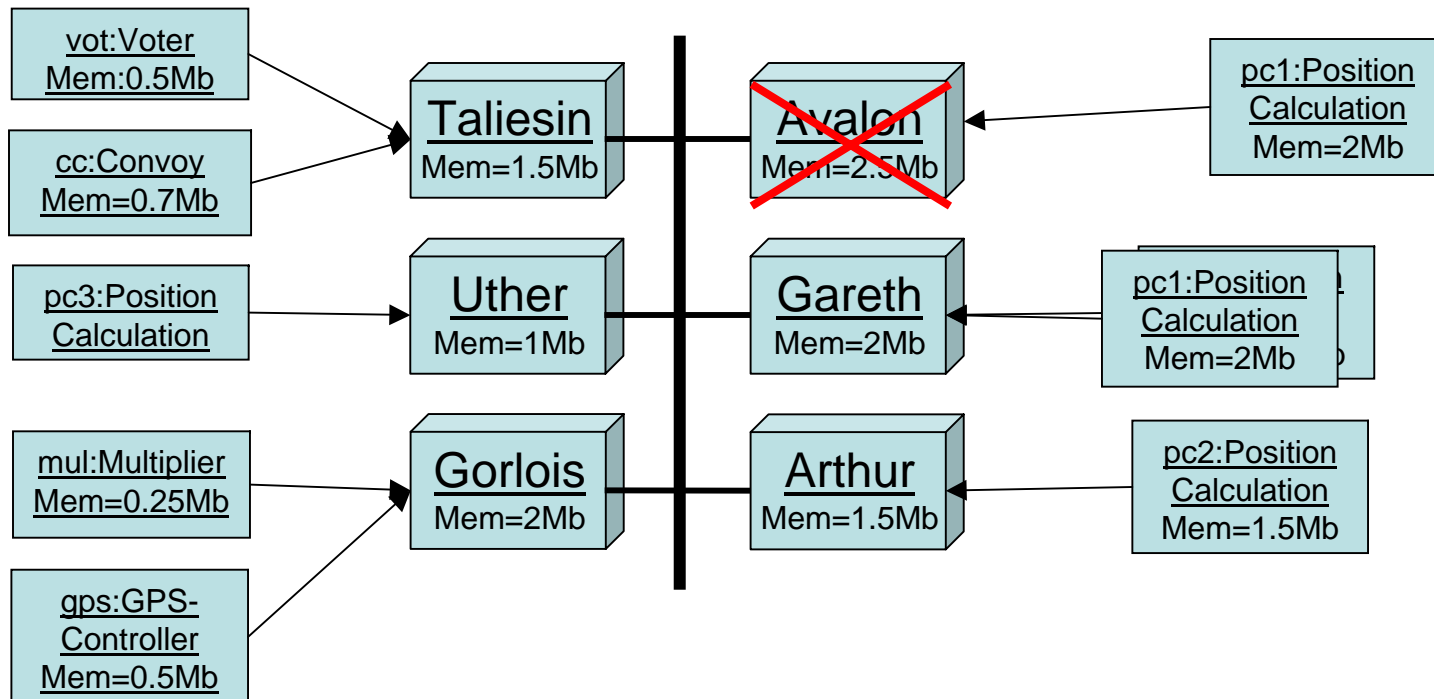 vot:Voter
Mem:0.5Mb
cc:Convoy
Mem=0.7Mb
pc3:Position
Calculation
mul:Multiplier
Mem=0.25Mb
gps:GPS-
Controller
Mem=0.5Mb
Taliesin
Mem=1.5Mb
Uther
Mem=1Mb
Gorlois
Mem=2Mb
Avalon
Mem=2.5Mb
Gareth
Mem=2Mb
Arthur
Mem=1.5Mb
pc1:Position
Calculation
Mem=2Mb
pc1:Position
Calculation
Mem=2Mb
pc2:Position
Calculation
Mem=1.5Mb